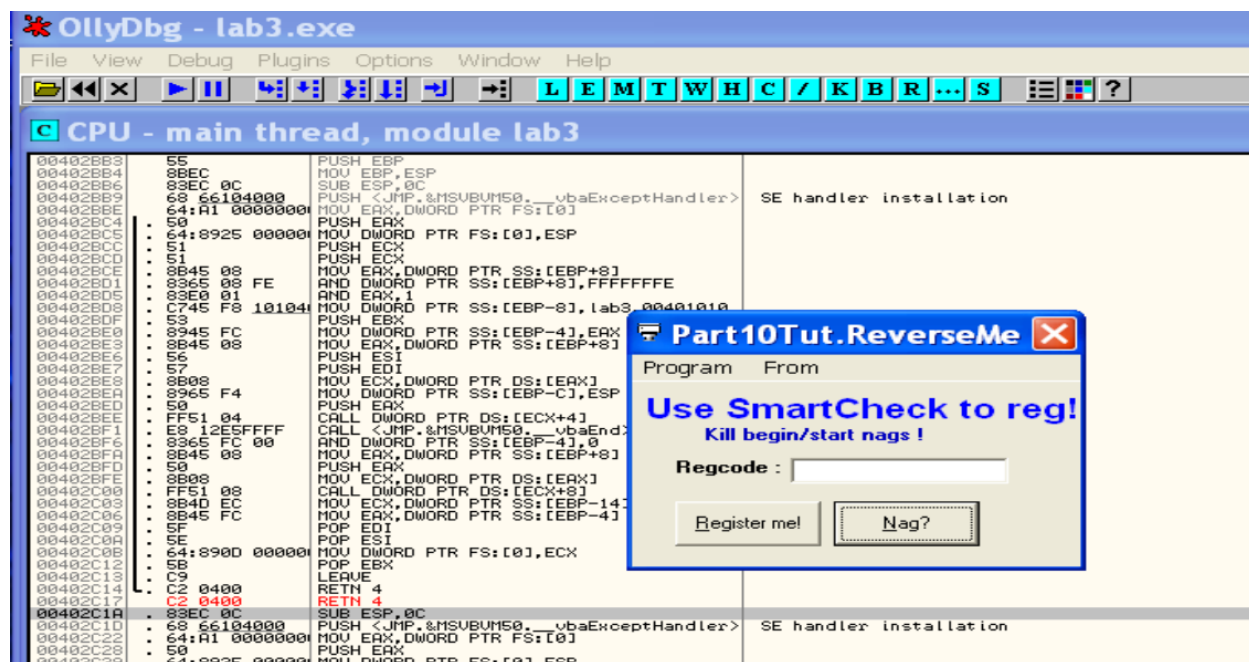 OllyDbg - lab3.exe
File View Debug Plugins Options Window Help
L E M T W H C / K B R ... S ?
C CPU - main thread, module lab3
00402BB3 55 PUSH EBP
00402BB4 8BEC MOV EBP,ESP
00402BB6 83EC 0C SUB ESP,0C
00402BB9 68 66104000 PUSH <JMP.&MSVBVM50.__vbaExceptHandler> SE handler installation
00402BBE 64:A1 0000000 MOV EAX,DWORD PTR FS:[0]
00402BC4 . 50 PUSH EAX
00402BC5 . 64:8925 00000 MOV DWORD PTR FS:[0],ESP
00402BCC . 51 PUSH ECX
00402BCD . 51 PUSH ECX
00402BCE . 8B45 08 MOV EAX,DWORD PTR SS:[EBP+8]
00402BD1 . 8365 08 FE AND DWORD PTR SS:[EBP+8],FFFFFFFE
00402BD5 . 83E0 01 AND EAX,1
00402BD8 . C745 F8 10104 MOV DWORD PTR SS:[EBP-8],lab3.00401010
00402BDF . 53 PUSH EBX
00402BE0 . 8945 FC MOV DWORD PTR SS:[EBP-4],EAX
00402BE3 . 8B45 08 MOV EAX,DWORD PTR SS:[EBP+8]
00402BE6 . 56 PUSH ESI
00402BE7 . 57 PUSH EDI
00402BE8 . 8B08 MOV ECX,DWORD PTR DS:[EAX]
00402BEA . 8965 F4 MOV DWORD PTR SS:[EBP-C],ESP
00402BED . 50 PUSH EAX
00402BEE . FF51 04 CALL DWORD PTR DS:[ECX+4]
00402BF1 . E8 12E5FFFF CALL <JMP.&MSVBVM50.__vbaEnd>
00402BF6 . 8365 FC 00 AND DWORD PTR SS:[EBP-4],0
00402BFA . 8B45 08 MOV EAX,DWORD PTR SS:[EBP+8]
00402BFD . 50 PUSH EAX
00402BFE . 8B08 MOV ECX,DWORD PTR DS:[EAX]
00402C00 . FF51 08 CALL DWORD PTR DS:[ECX+8]
00402C03 . 8B4D EC MOV ECX,DWORD PTR SS:[EBP-14]
00402C06 . 8B45 FC MOV EAX,DWORD PTR SS:[EBP-4]
00402C09 . 5F POP EDI
00402C0A . 5E POP ESI
00402C0B . 64:890D 00000 MOV DWORD PTR FS:[0],ECX
00402C12 . 5B POP EBX
00402C13 . C9 LEAVE
00402C14 . C2 0400 RETN 4
00402C17 C2 0400 RETN 4
00402C1A . 83EC 0C SUB ESP,0C
00402C1D . 68 66104000 PUSH <JMP.&MSVBVM50.__vbaExceptHandler> SE handler installation
00402C22 . 64:A1 0000000 MOV EAX,DWORD PTR FS:[0]
00402C28 . 50 PUSH EAX
Part10Tut.ReverseMe
Program From
Use SmartCheck to reg!
Kill begin/start nags !
Regcode :
Register me! Nag?